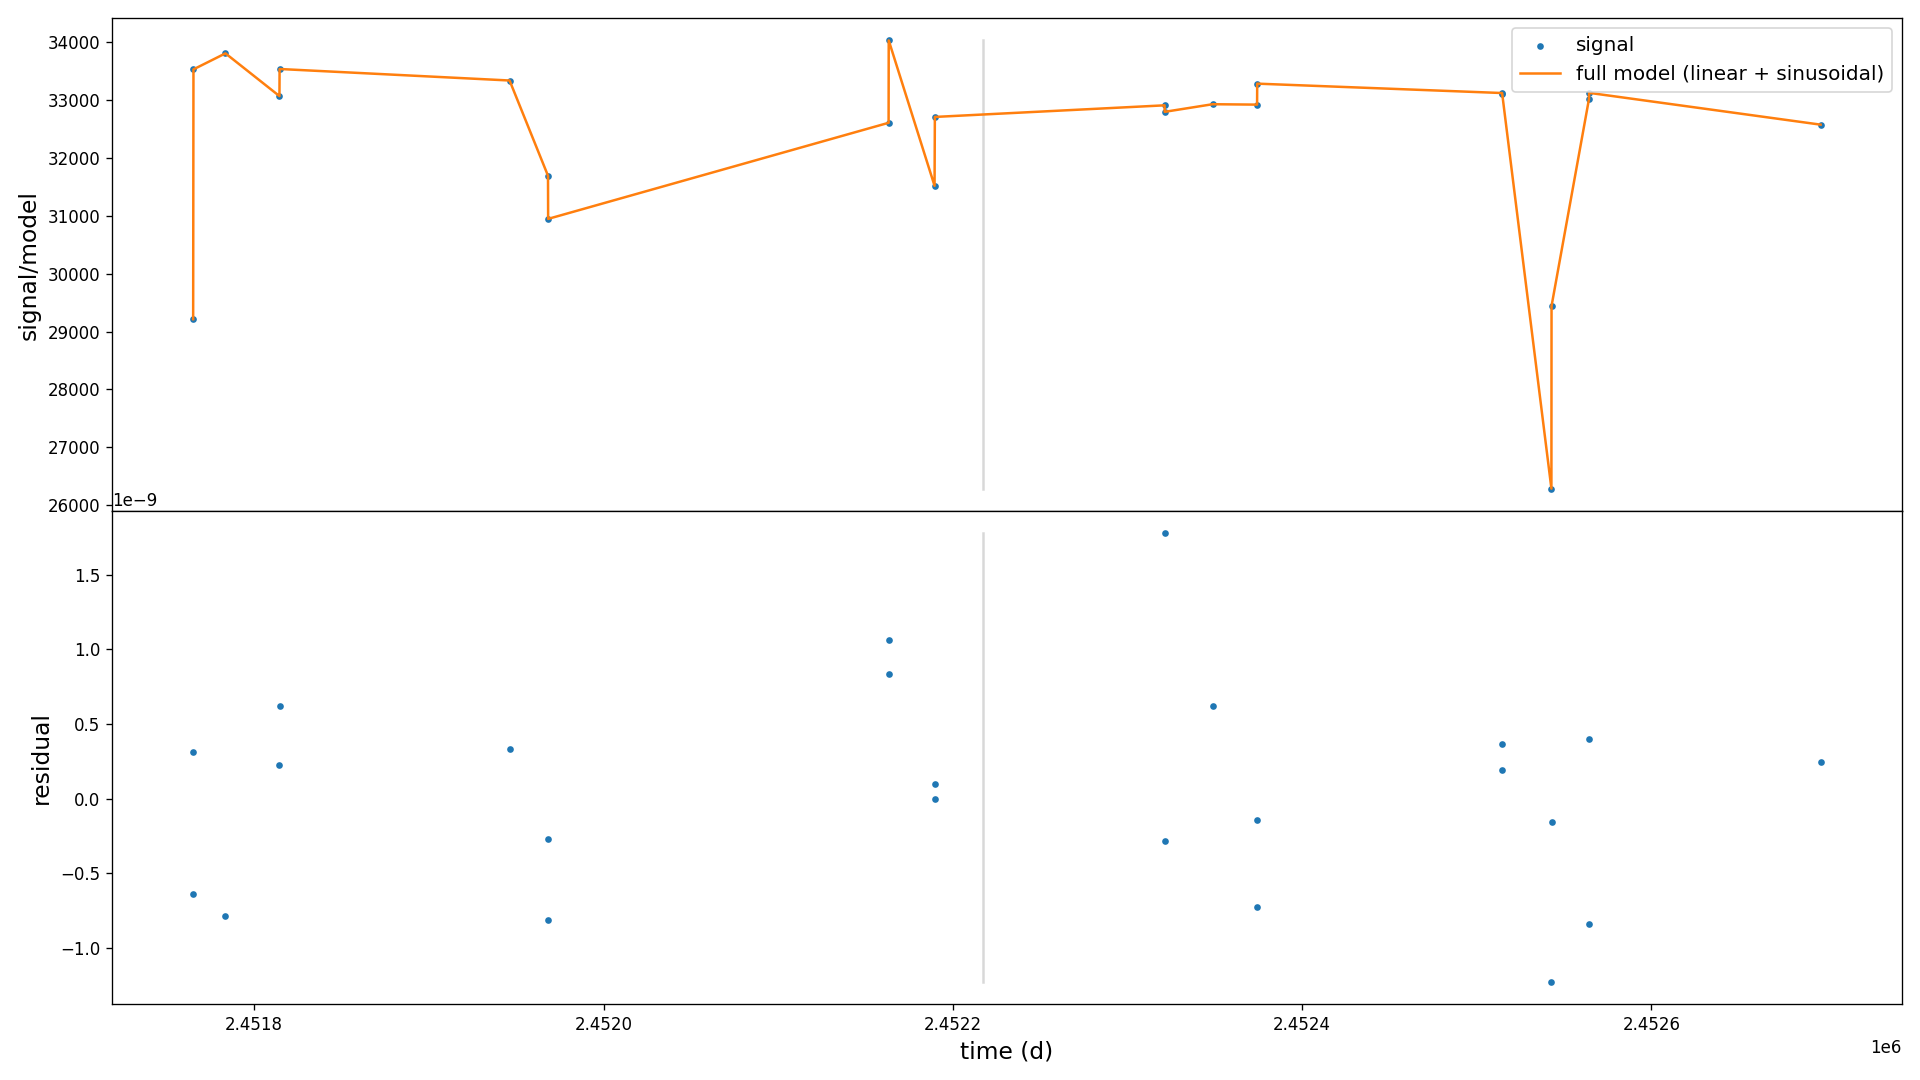 34000
33000
32000
31000
30000
29000
28000
27000
26000
signal/model
signal
full model (linear + sinusoidal)
1e−9
1.5
1.0
0.5
0.0
−0.5
−1.0
residual
2.4518
2.4520
2.4522
2.4524
2.4526
time (d)
1e6